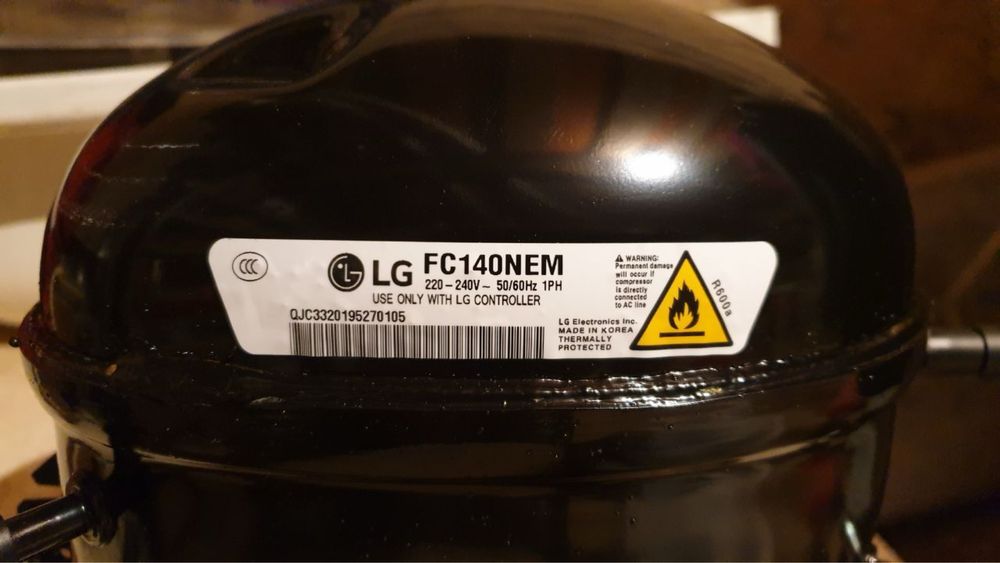 CCC
LG FC140NEM
220-240V~ 50/60Hz 1PH
USE ONLY WITH LG CONTROLLER
QJC3320195270105
LG Electronics Inc.
MADE IN KOREA
THERMALLY
PROTECTED
WARNING:
Permanent damage
will occur if
compressor
is directly
connected
to AC line
R600a